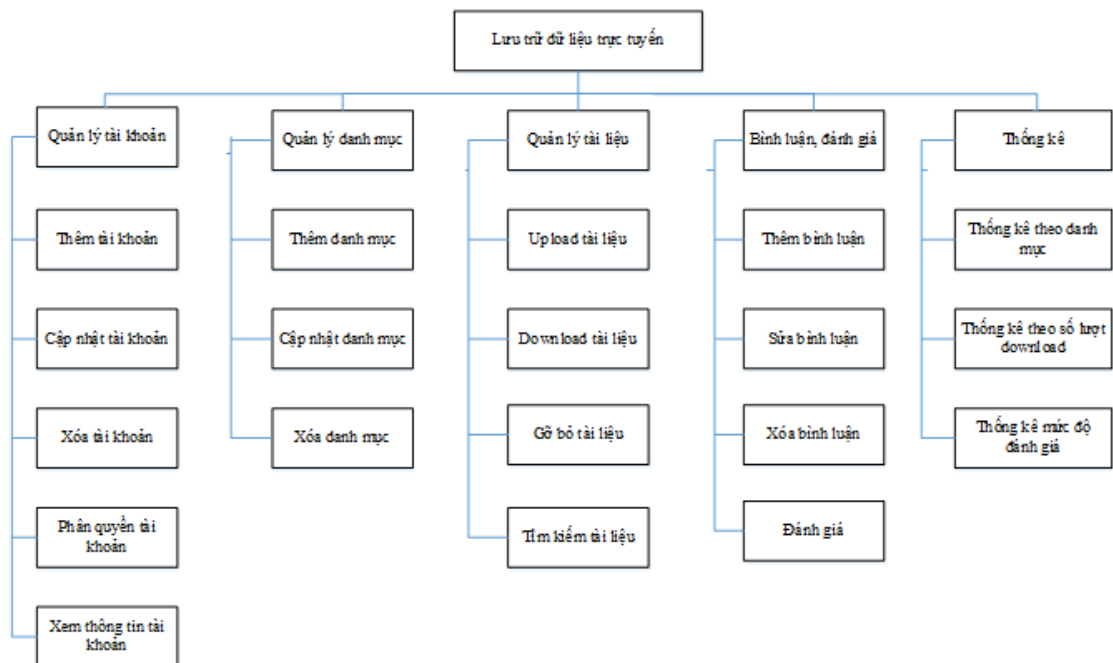 Lưu trữ dữ liệu trực tuyến
Quản lý tài khoản
Quản lý danh mục
Quản lý tài liệu
Bình luận, đánh giá
Thống kê
Thêm tài khoản
Thêm danh mục
Upload tài liệu
Thêm bình luận
Thống kê theo danh
mục
Cập nhật tài khoản
Cập nhật danh mục
Download tài liệu
Sửa bình luận
Thống kê theo số lượt
download
Xóa tài khoản
Xóa danh mục
Gỡ bỏ tài liệu
Xóa bình luận
Thống kê mức độ
đánh giá
Phân quyền tài
khoản
Tìm kiếm tài liệu
Đánh giá
Xem thông tin tài
khoản